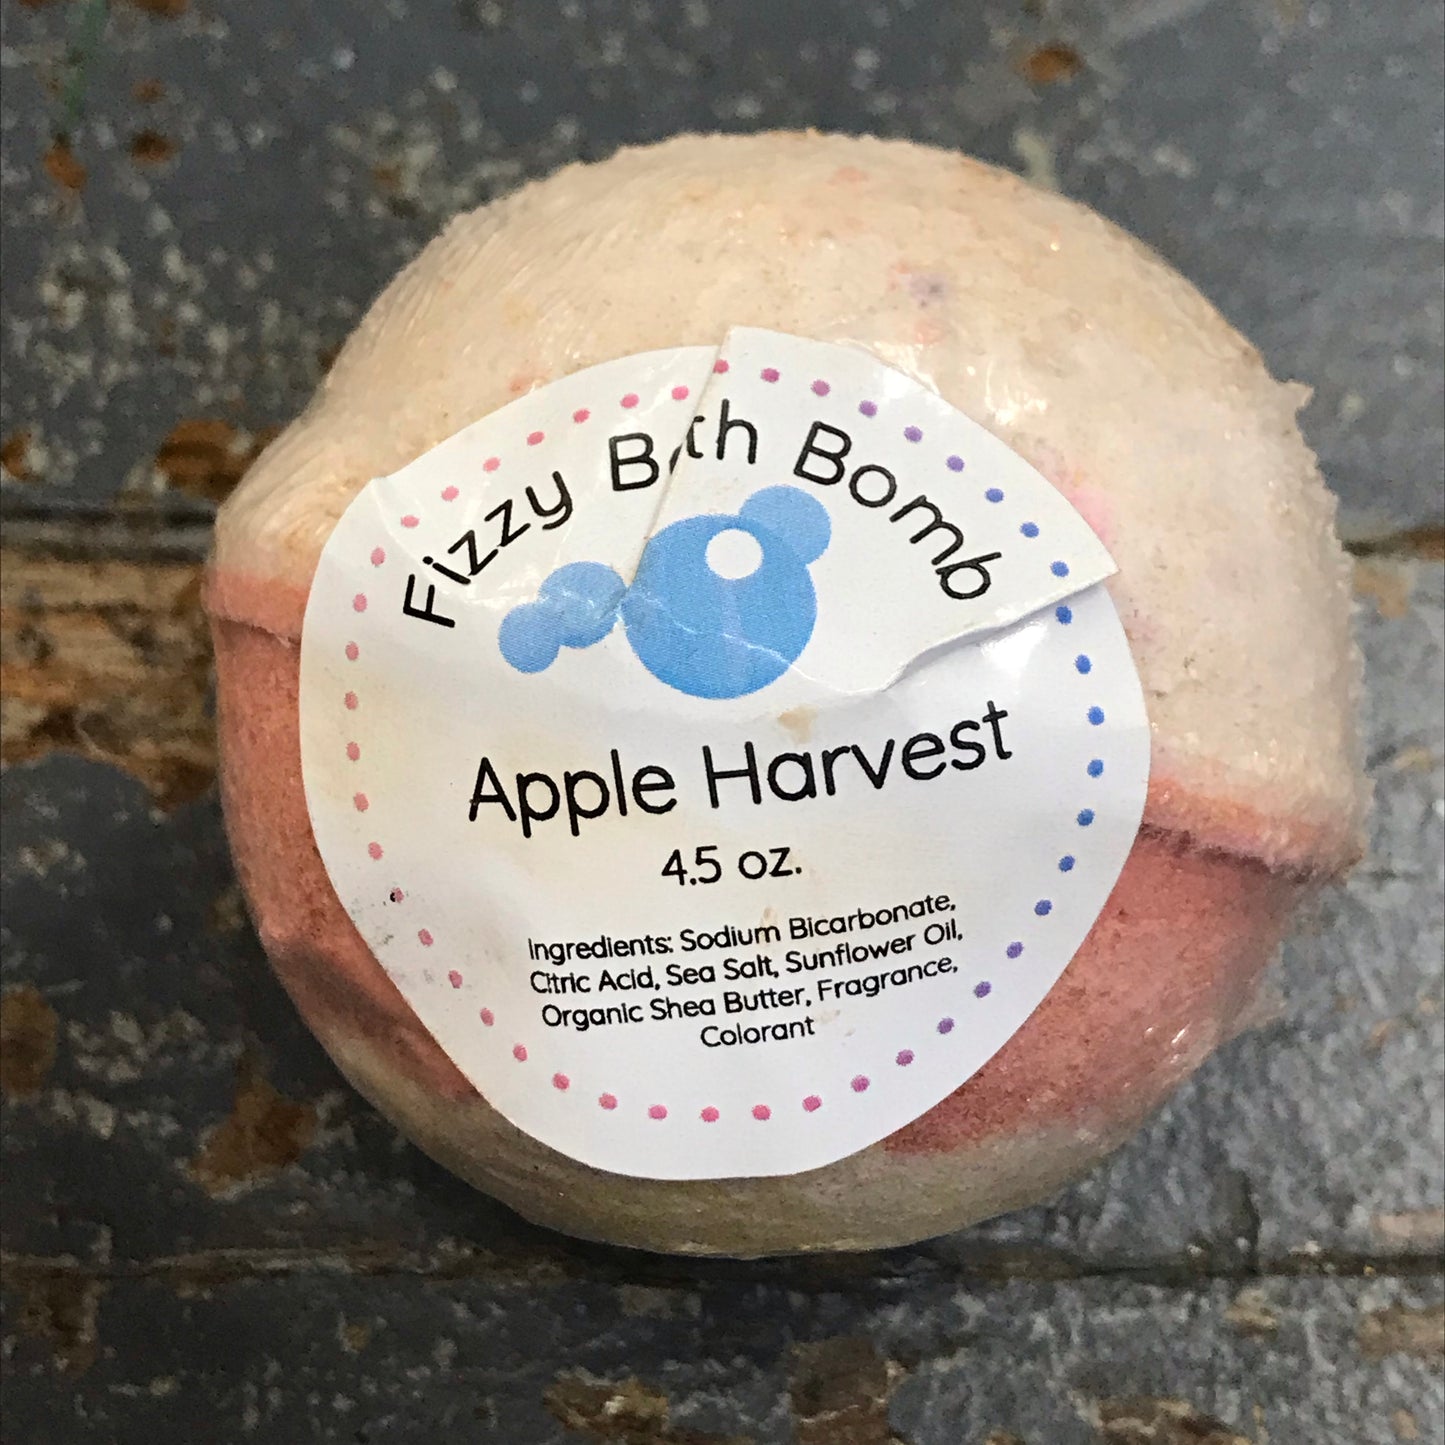 Fizzy Bath Bomb
Apple Harvest
4.5 oz.
Ingredients: Sodium Bicarbonate,
Citric Acid, Sea Salt, Sunflower Oil,
Organic Shea Butter, Fragrance,
Colorant